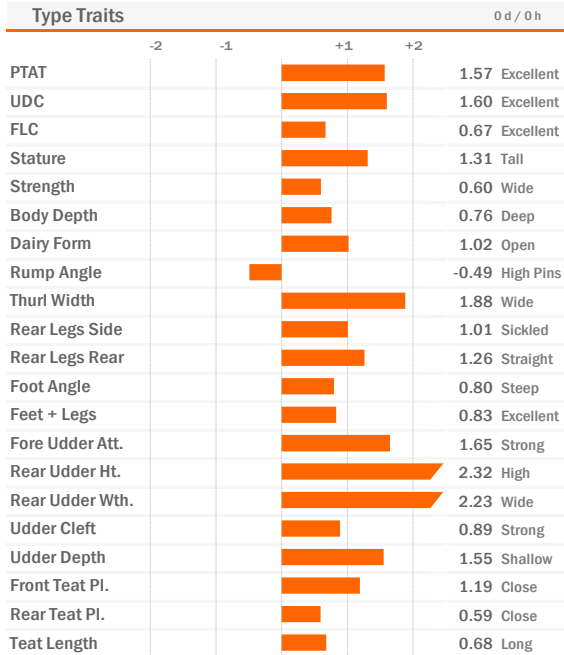 Type Traits 0 d / 0 h
-2 -1 +1 +2
PTAT 1.57 Excellent
UDC 1.60 Excellent
FLC 0.67 Excellent
Stature 1.31 Tall
Strength 0.60 Wide
Body Depth 0.76 Deep
Dairy Form 1.02 Open
Rump Angle -0.49 High Pins
Thurl Width 1.88 Wide
Rear Legs Side 1.01 Sickled
Rear Legs Rear 1.26 Straight
Foot Angle 0.80 Steep
Feet + Legs 0.83 Excellent
Fore Udder Att. 1.65 Strong
Rear Udder Ht. 2.32 High
Rear Udder Wth. 2.23 Wide
Udder Cleft 0.89 Strong
Udder Depth 1.55 Shallow
Front Teat Pl. 1.19 Close
Rear Teat Pl. 0.59 Close
Teat Length 0.68 Long